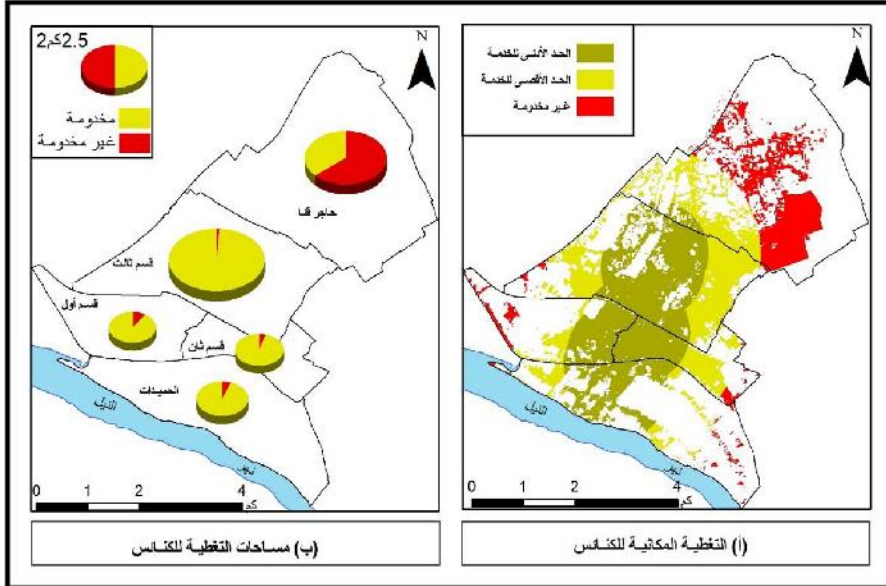 N
الحد الأدنى للخدمة
الحد الأقصى للخدمة
غير مخدومة
النيل
نهر
0 1 2 4
كم
(أ) التغطية المكانية للكنائس
2.5كم2
مخدومة
غير مخدومة
N
حاجر قنا
قسم ثالث
قسم أول
قسم ثان
الحميدات
النيل
نهر
0 1 2 4
كم
(ب) مساحات التغطية للكنائس